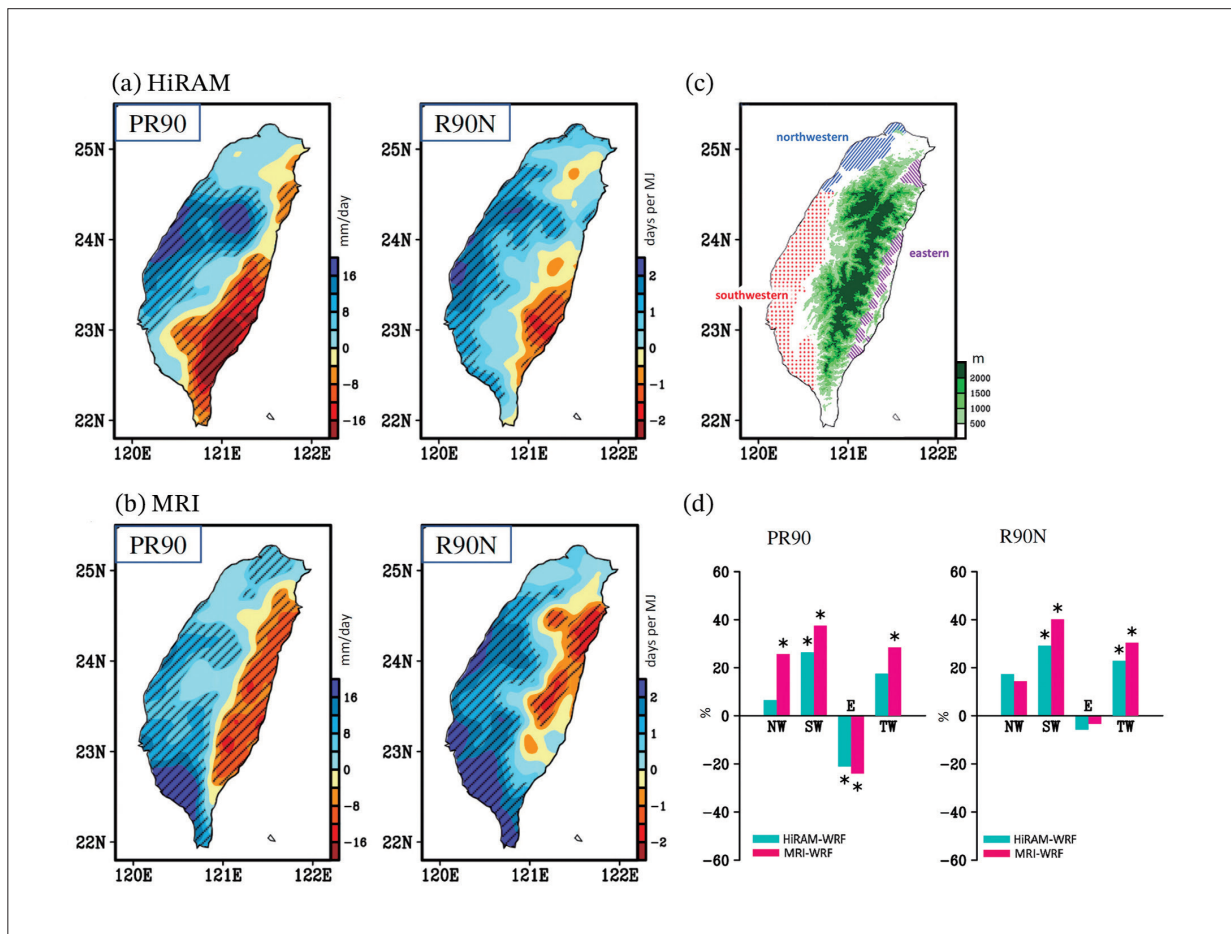 (a) HiRAM
PR90
25N
24N
23N
22N
120E 121E 122E
mm/day
16
8
0
−8
−16
R90N
25N
24N
23N
22N
120E 121E 122E
days per MJ
2
1
0
−1
−2
(c)
northwestern
eastern
southwestern
25N
24N
23N
22N
120E 121E 122E
m
2000
1500
1000
500
(b) MRI
PR90
25N
24N
23N
22N
120E 121E 122E
mm/day
16
8
0
−8
−16
R90N
25N
24N
23N
22N
120E 121E 122E
days per MJ
2
1
0
−1
−2
(d)
PR90
60
40
20
0
−20
−40
−60
%
* * * *
E
NW SW TW
* *
HiRAM-WRF
MRI-WRF
R90N
60
40
20
0
−20
−40
−60
%
* * * *
E
NW SW TW
HiRAM-WRF
MRI-WRF